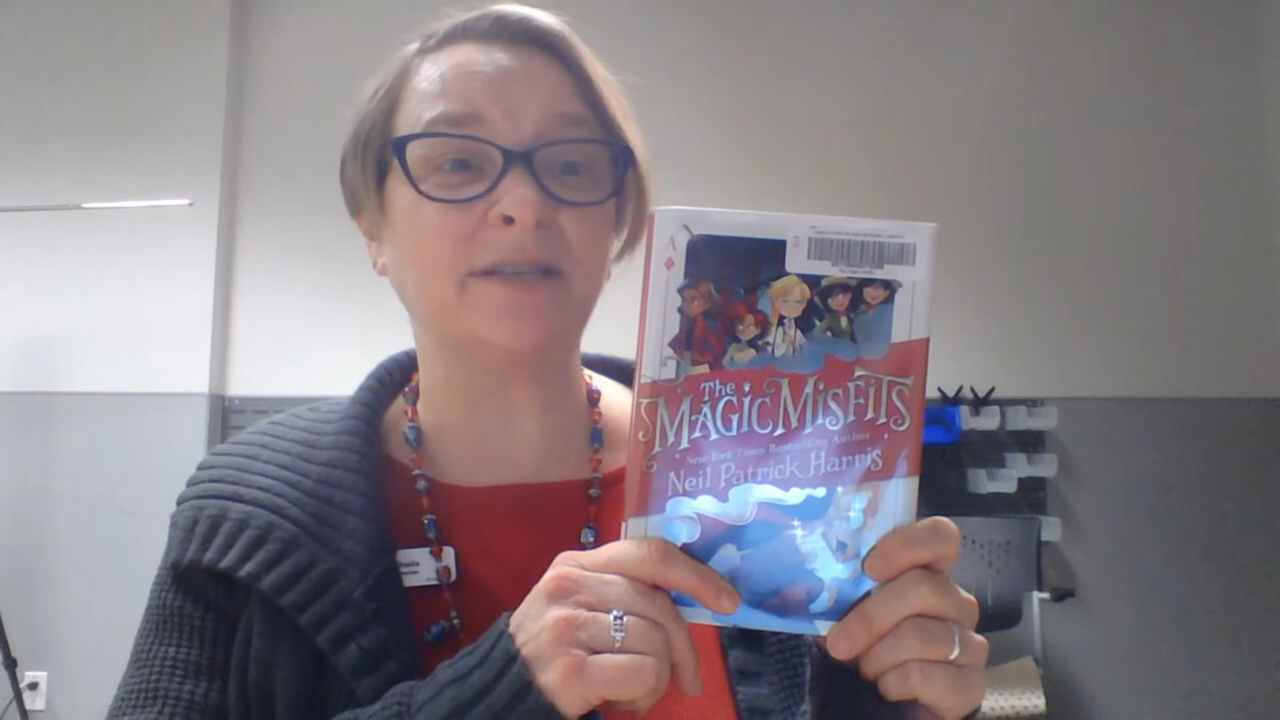 A
The
MAGIC MISFITS
New York Times Bestselling Author
Neil Patrick Harris